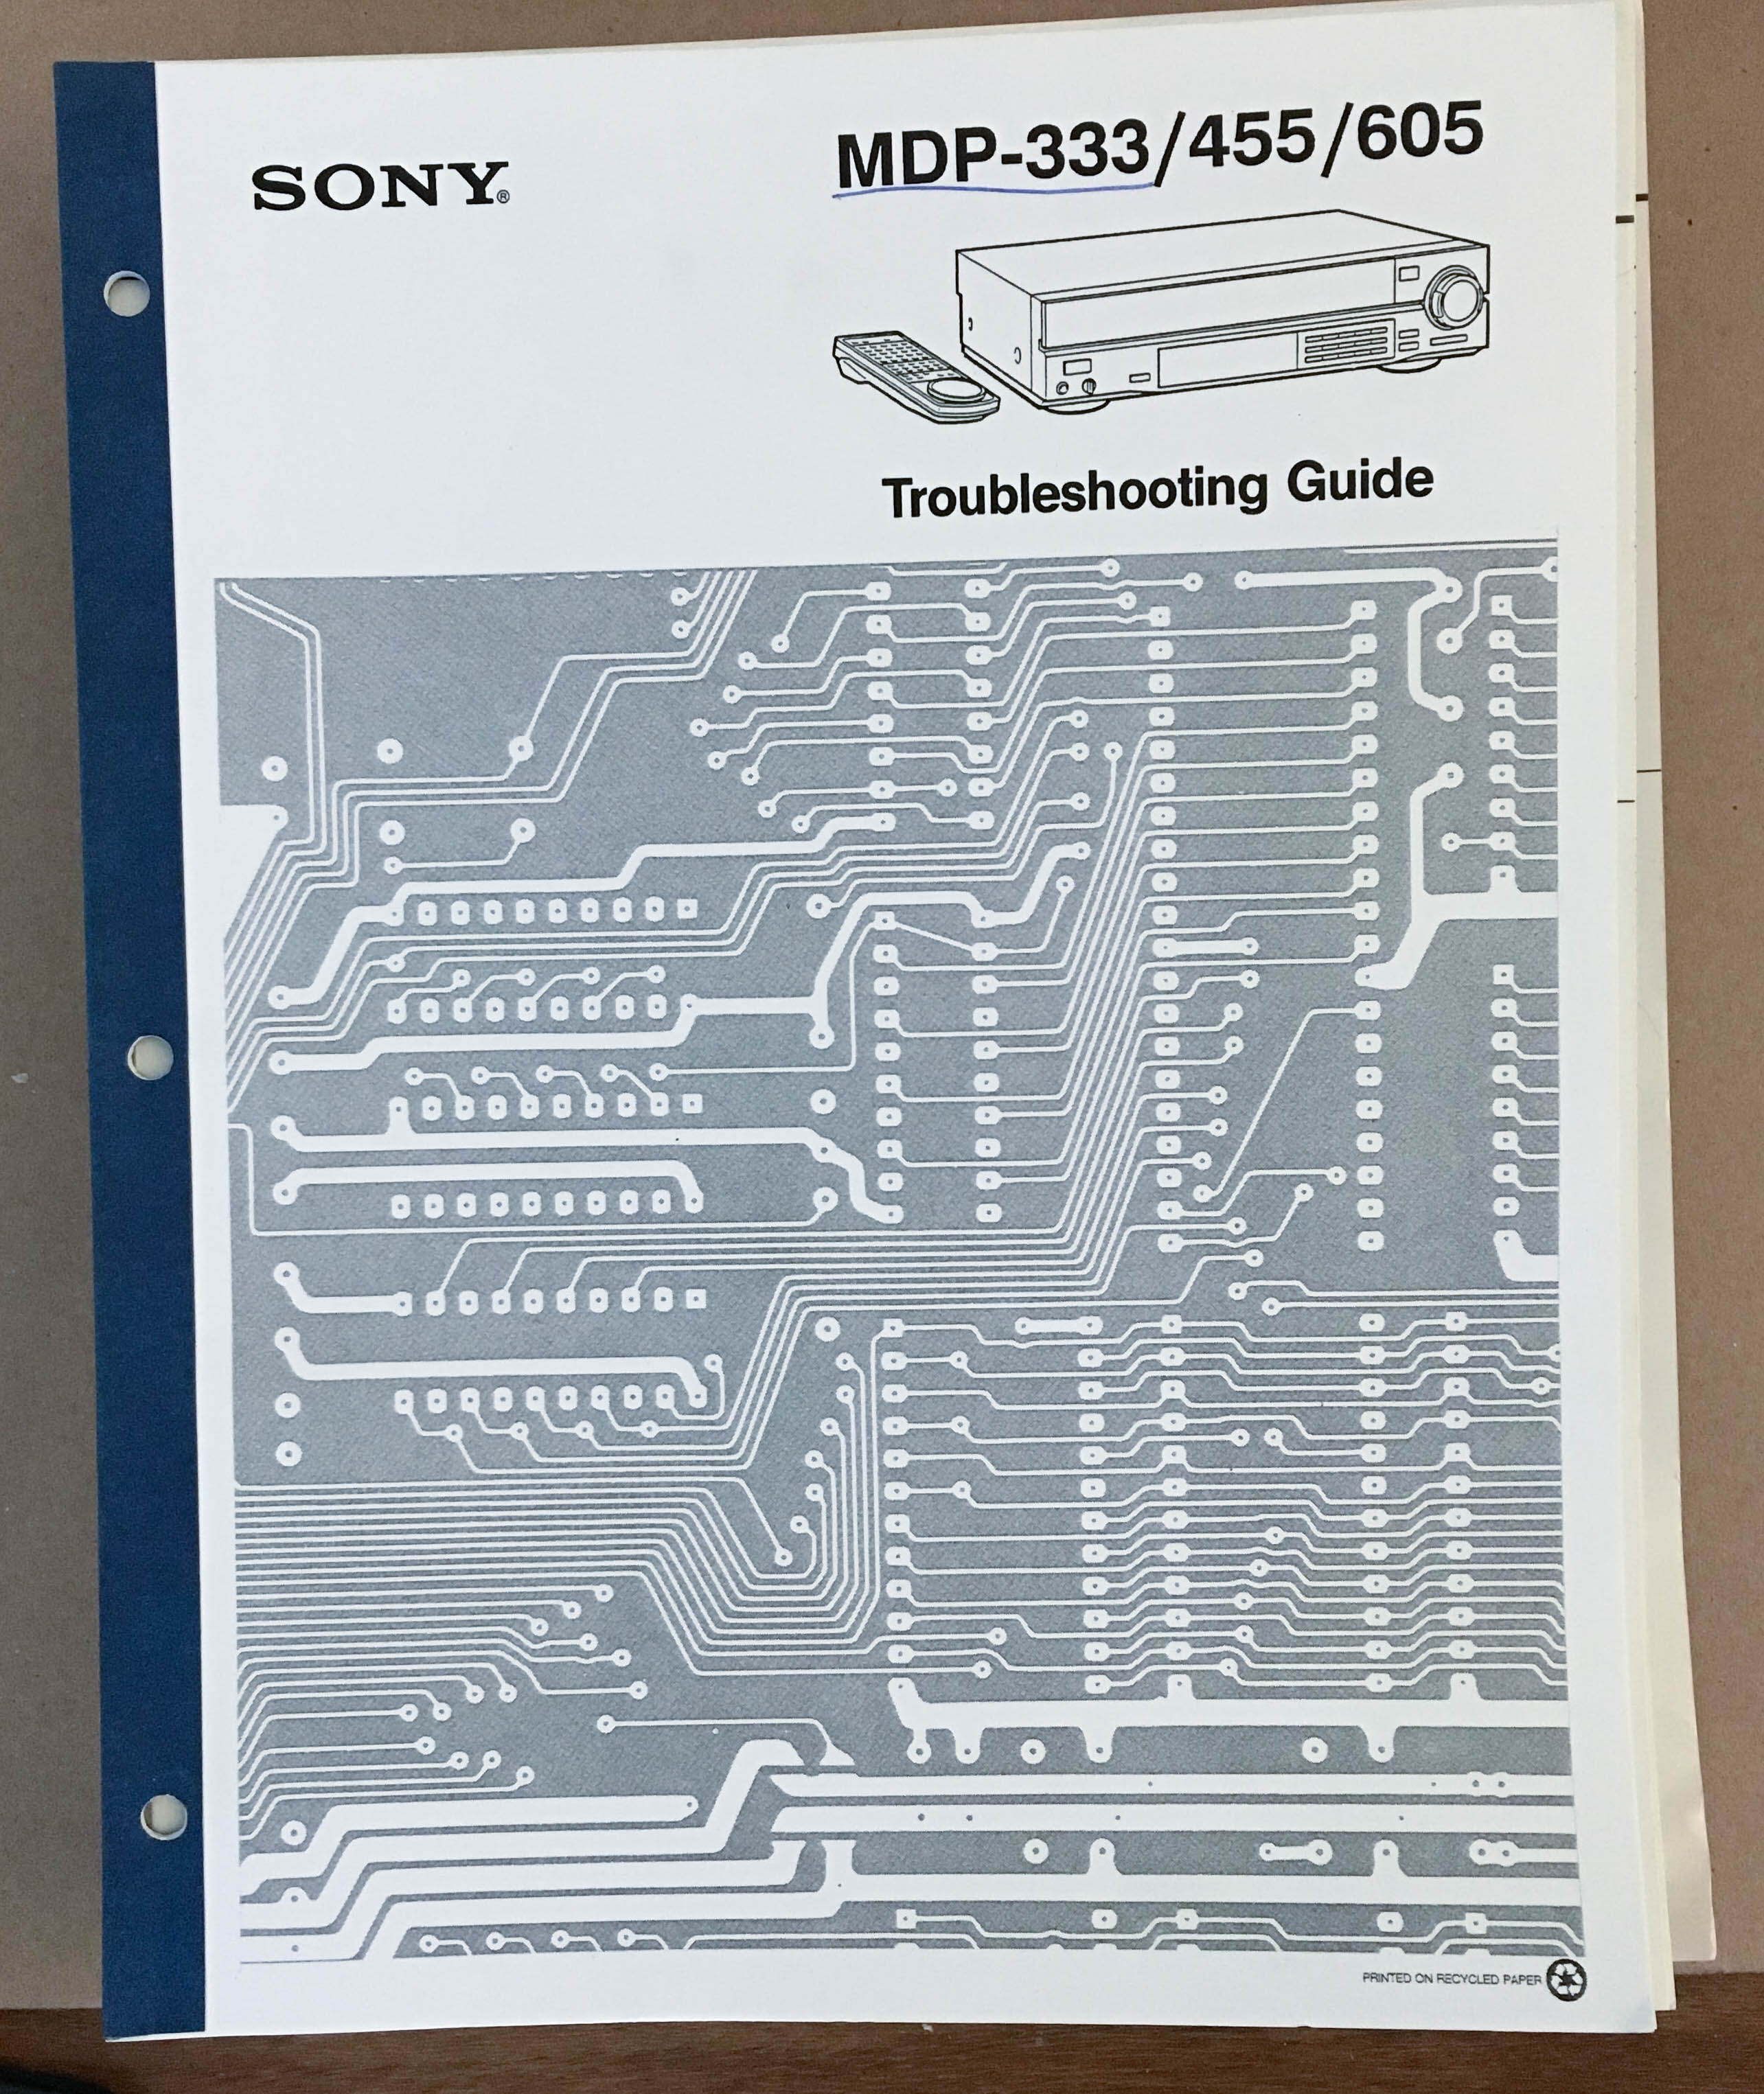 SONY®
MDP-333/455/605
Troubleshooting Guide
PRINTED ON RECYCLED PAPER